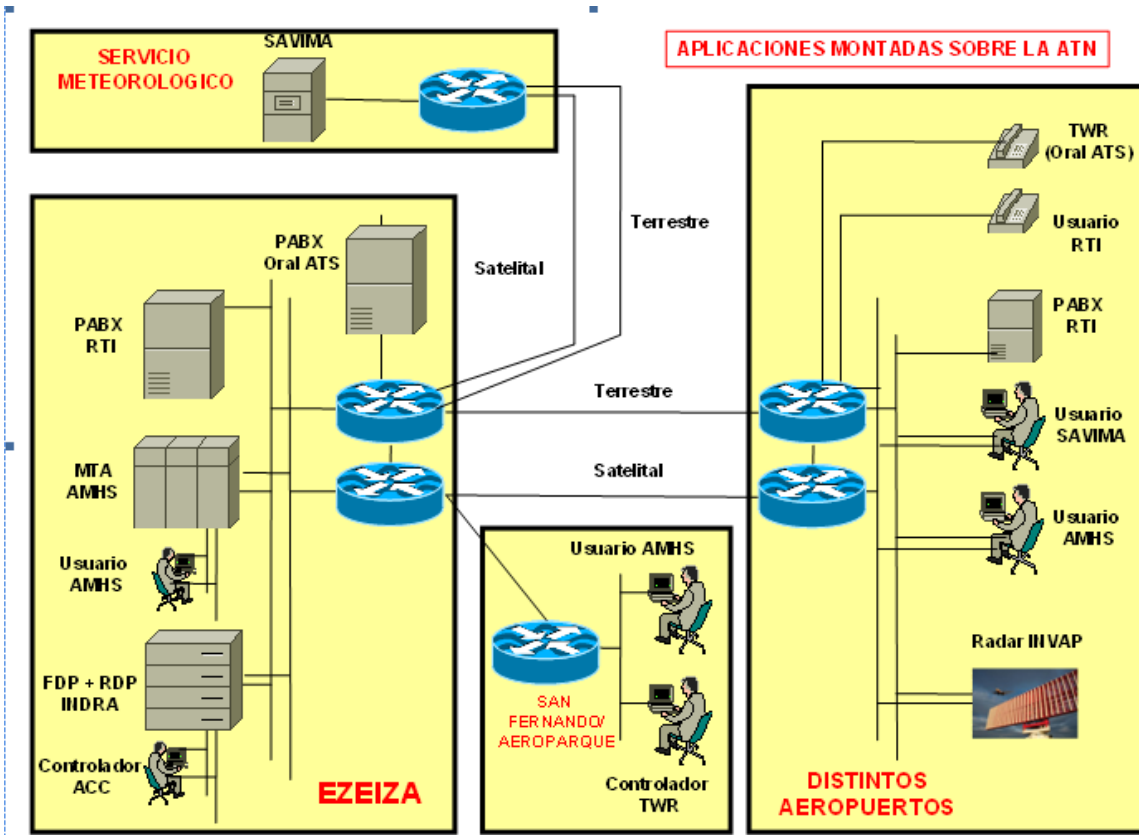 SERVICIO
METEOROLOGICO
SAVIMA
APLICACIONES MONTADAS SOBRE LA ATN
Satelital
Terrestre
PABX
Oral ATS
PABX
RTI
MTA
AMHS
Usuario
AMHS
FDP + RDP
INDRA
Controlador
ACC
EZEIZA
Terrestre
Satelital
Usuario AMHS
SAN
FERNANDO/
AEROPARQUE
Controlador
TWR
TWR
(Oral ATS)
Usuario
RTI
PABX
RTI
Usuario
SAVIMA
Usuario
AMHS
Radar INVAP
DISTINTOS
AEROPUERTOS